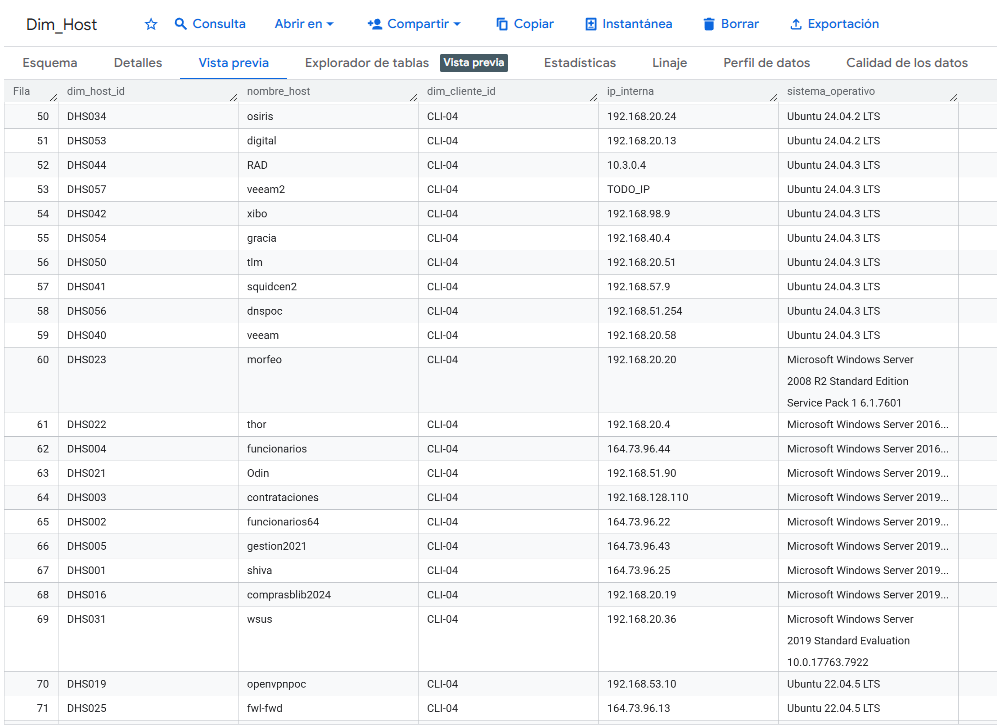 Dim_Host Consulta Abrir en Compartir Copiar Instantánea Borrar Exportación
Esquema Detalles Vista previa Explorador de tablas Vista previa Estadísticas Linaje Perfil de datos Calidad de los datos
Fila dim_host_id nombre_host dim_cliente_id ip_interna sistema_operativo
50 DHS034 osiris CLI-04 192.168.20.24 Ubuntu 24.04.2 LTS
51 DHS053 digital CLI-04 192.168.20.13 Ubuntu 24.04.2 LTS
52 DHS044 RAD CLI-04 10.3.0.4 Ubuntu 24.04.3 LTS
53 DHS057 veeam2 CLI-04 TODO_IP Ubuntu 24.04.3 LTS
54 DHS042 xibo CLI-04 192.168.98.9 Ubuntu 24.04.3 LTS
55 DHS054 gracia CLI-04 192.168.40.4 Ubuntu 24.04.3 LTS
56 DHS050 tlm CLI-04 192.168.20.51 Ubuntu 24.04.3 LTS
57 DHS041 squidcen2 CLI-04 192.168.57.9 Ubuntu 24.04.3 LTS
58 DHS056 dnspoc CLI-04 192.168.51.254 Ubuntu 24.04.3 LTS
59 DHS040 veeam CLI-04 192.168.20.58 Ubuntu 24.04.3 LTS
60 DHS023 morfeo CLI-04 192.168.20.20 Microsoft Windows Server
2008 R2 Standard Edition
Service Pack 1 6.1.7601
61 DHS022 thor CLI-04 192.168.20.4 Microsoft Windows Server 2016...
62 DHS004 funcionarios CLI-04 164.73.96.44 Microsoft Windows Server 2016...
63 DHS021 Odin CLI-04 192.168.51.90 Microsoft Windows Server 2019...
64 DHS003 contrataciones CLI-04 192.168.128.110 Microsoft Windows Server 2019...
65 DHS002 funcionarios64 CLI-04 164.73.96.22 Microsoft Windows Server 2019...
66 DHS005 gestion2021 CLI-04 164.73.96.43 Microsoft Windows Server 2019...
67 DHS001 shiva CLI-04 164.73.96.25 Microsoft Windows Server 2019...
68 DHS016 comprasblib2024 CLI-04 192.168.20.19 Microsoft Windows Server 2019...
69 DHS031 wsus CLI-04 192.168.20.36 Microsoft Windows Server
2019 Standard Evaluation
10.0.17763.7922
70 DHS019 openvpnpoc CLI-04 192.168.53.10 Ubuntu 22.04.5 LTS
71 DHS025 fwl-fwd CLI-04 164.73.96.13 Ubuntu 22.04.5 LTS